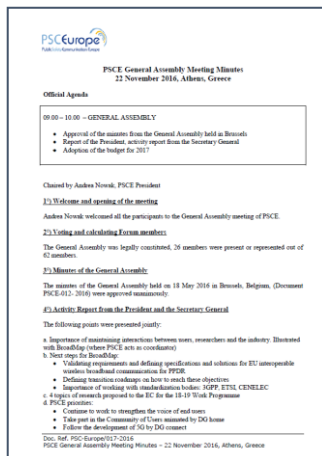 PSCEurope
Public Safety Communication Europe
PSCE General Assembly Meeting Minutes
22 November 2016, Athens, Greece
Official Agenda
09.00 – 10.00 – GENERAL ASSEMBLY
• Approval of the minutes from the General Assembly held in Brussels
• Report of the President, activity report from the Secretary General
• Adoption of the budget for 2017
Chaired by Andrea Nowak, PSCE President
1°) Welcome and opening of the meeting
Andrea Nowak welcomed all the participants to the General Assembly meeting of PSCE.
2°) Voting and calculating Forum members
The General Assembly was legally constituted, 26 members were present or represented out of
62 members.
3°) Minutes of the General Assembly
The minutes of the General Assembly held on 18 May 2016 in Brussels, Belgium, (Document
PSCE-012- 2016) were approved unanimously.
4°) Activity Report from the President and the Secretary General
The following points were presented jointly:
a. Importance of maintaining interactions between users, researchers and the industry. Illustrated
with BroadMap (where PSCE acts as coordinator)
b. Next steps for BroadMap:
• Validating requirements and defining specifications and solutions for EU interoperable
wireless broadband communication for PPDR
• Defining transition roadmaps on how to reach these objectives
• Importance of working with standardization bodies: 3GPP, ETSI, CENELEC
c. 4 topics of research proposed to the EC for the 18-19 Work Programme
d. PSCE priorities:
• Continue to work to strengthen the voice of end users
• Take part in the Community of Users animated by DG home
• Follow the development of 5G by DG connect
Doc. Ref. PSC-Europe/017-2016
PSCE General Assembly Meeting Minutes – 22 November 2016, Athens, Greece